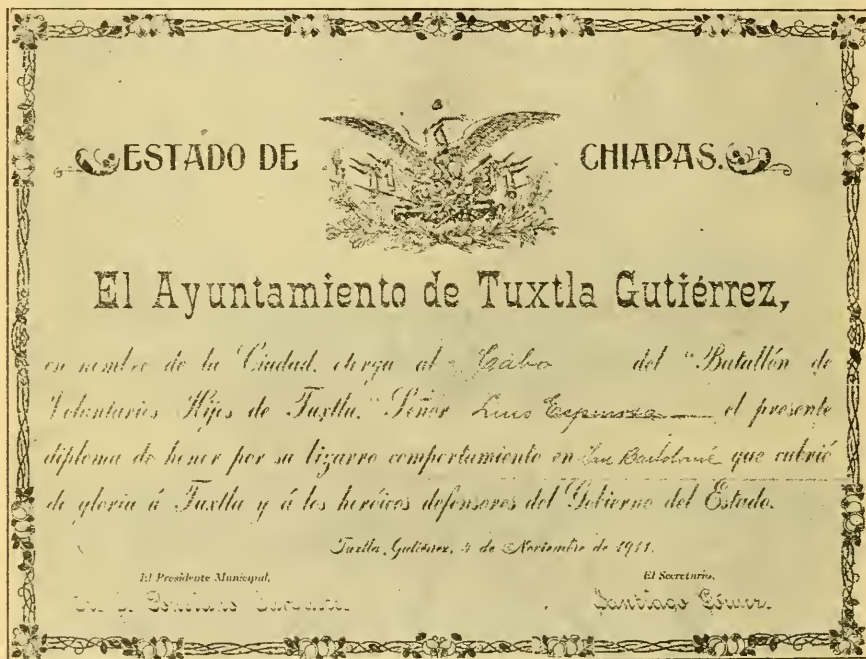 ESTADO DE CHIAPAS.
El Ayuntamiento de Tuxtla Gutiérrez,
en nombre de la Ciudad, otorga al Cabo del "Batallón de
Voluntarios Hijos de Tuxtla." Señor Luis Espinosa el presente
diploma de honor por su bizarro comportamiento en San Bartolomé que cubrió
de gloria á Tuxtla y á los heróicos defensores del Gobierno del Estado.
Tuxtla Gutiérrez, 4 de Noviembre de 1911.
El Presidente Municipal, El Secretario,
Santiago Gómez.